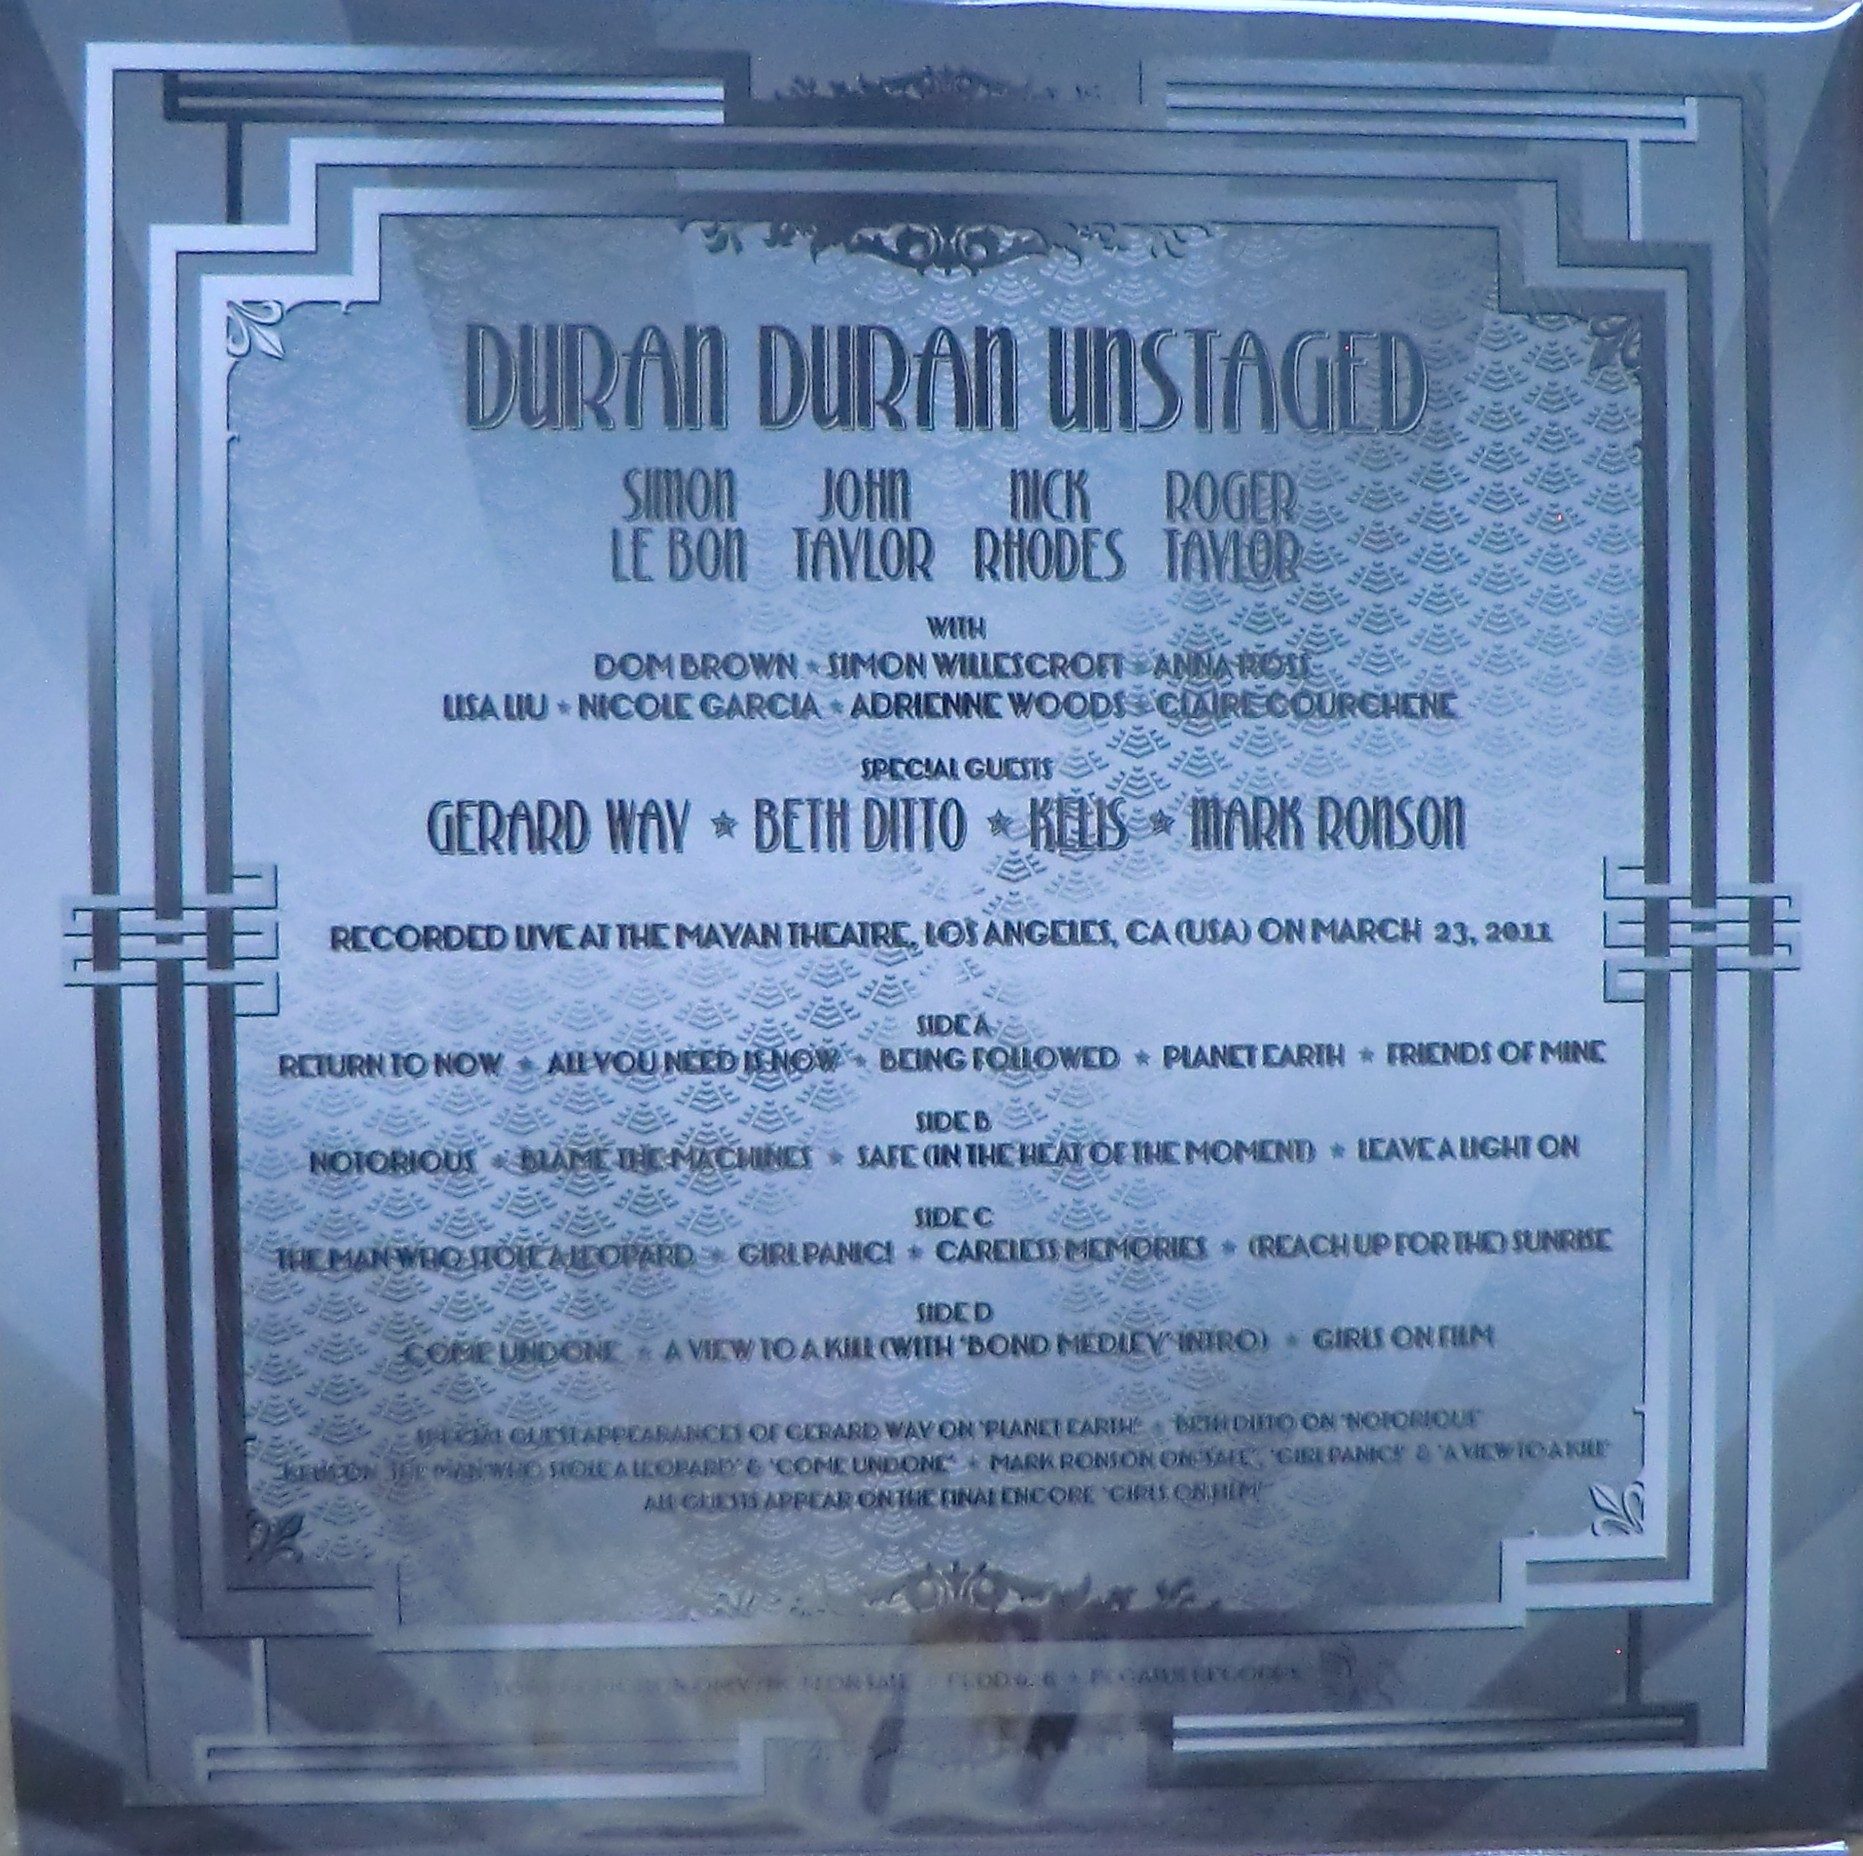 DURAN DURAN UNSTAGED
SIMON LE BON JOHN TAYLOR NICK RHODES ROGER TAYLOR
WITH
DOM BROWN ★ SIMON WILLESCROFT ★ ANNA ROSS
LISA LIU ★ NICOLE GARCIA ★ ADRIENNE WOODS ★ CLAIRE COURCHENE
SPECIAL GUESTS
GERARD WAY ★ BETH DITTO ★ KELIS ★ MARK RONSON
RECORDED LIVE AT THE MAYAN THEATRE, LOS ANGELES, CA (USA) ON MARCH 23, 2011
SIDE A
RETURN TO NOW ★ ALL YOU NEED IS NOW ★ BEING FOLLOWED ★ PLANET EARTH ★ FRIENDS OF MINE
SIDE B
NOTORIOUS ★ BLAME THE MACHINES ★ SAFE (IN THE HEAT OF THE MOMENT) ★ LEAVE A LIGHT ON
SIDE C
THE MAN WHO STOLE A LEOPARD ★ GIRL PANIC! ★ CARELESS MEMORIES ★ (REACH UP FOR THE) SUNRISE
SIDE D
COME UNDONE ★ A VIEW TO A KILL (WITH 'BOND MEDLEY' INTRO) ★ GIRLS ON FILM
SPECIAL GUEST APPEARANCES OF GERARD WAY ON 'PLANET EARTH' ★ BETH DITTO ON 'NOTORIOUS'
KELIS ON 'THE MAN WHO STOLE A LEOPARD' & 'COME UNDONE' ★ MARK RONSON ON 'SAFE', 'GIRL PANIC!' & 'A VIEW TO A KILL'
ALL GUESTS APPEAR ON THE FINAL ENCORE 'GIRLS ON FILM'